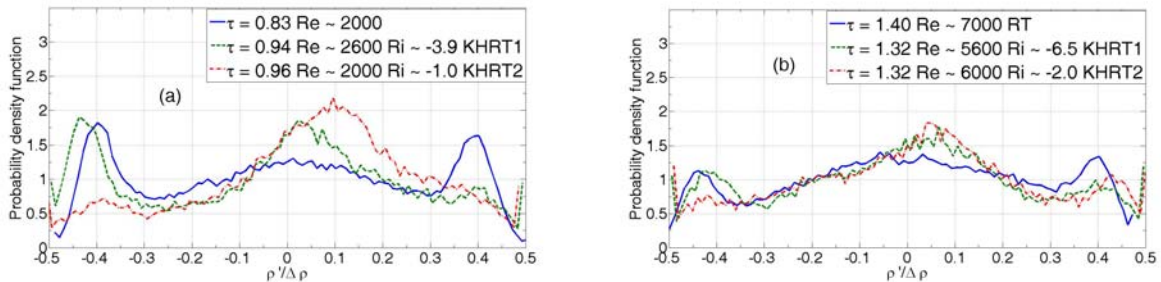 τ = 0.83 Re ~ 2000
τ = 0.94 Re ~ 2600 Ri ~ -3.9 KHRT1
τ = 0.96 Re ~ 2000 Ri ~ -1.0 KHRT2
(a)
Probability density function
3
2.5
2
1.5
1
0.5
0
-0.5 -0.4 -0.3 -0.2 -0.1 0 0.1 0.2 0.3 0.4 0.5
ρ'/Δ ρ
τ = 1.40 Re ~ 7000 RT
τ = 1.32 Re ~ 5600 Ri ~ -6.5 KHRT1
τ = 1.32 Re ~ 6000 Ri ~ -2.0 KHRT2
(b)
Probability density function
3
2.5
2
1.5
1
0.5
0
-0.5 -0.4 -0.3 -0.2 -0.1 0 0.1 0.2 0.3 0.4 0.5
ρ'/Δ ρ